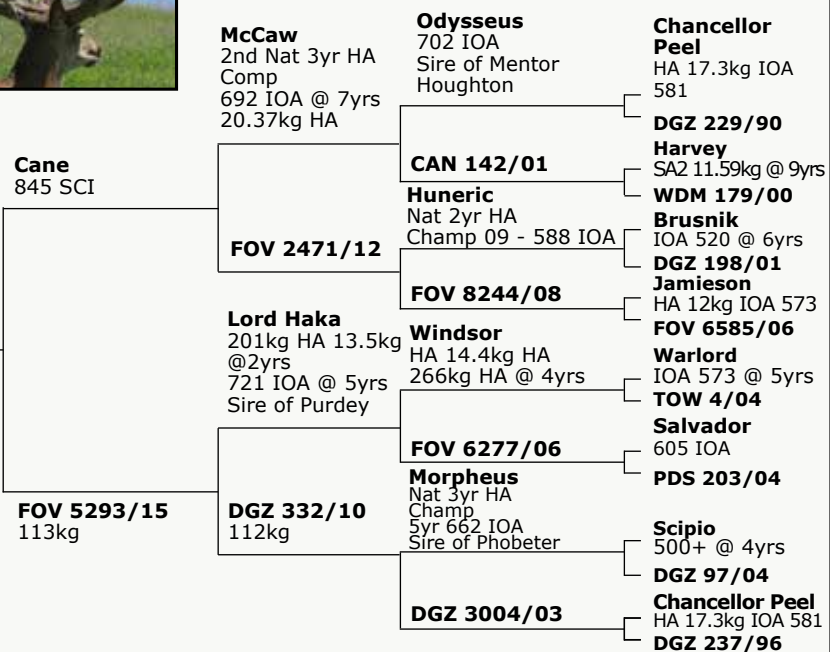 Cane
845 SCI
FOV 5293/15
113kg
McCaw
2nd Nat 3yr HA
Comp
692 IOA @ 7yrs
20.37kg HA
FOV 2471/12
Lord Haka
201kg HA 13.5kg
@2yrs
721 IOA @ 5yrs
Sire of Purdey
DGZ 332/10
112kg
Odysseus
702 IOA
Sire of Mentor
Houghton
CAN 142/01
Huneric
Nat 2yr HA
Champ 09 - 588 IOA
FOV 8244/08
Windsor
HA 14.4kg HA
266kg HA @ 4yrs
FOV 6277/06
Morpheus
Nat 3yr HA
Champ
5yr 662 IOA
Sire of Phobeter
DGZ 3004/03
Chancellor
Peel
HA 17.3kg IOA
581
DGZ 229/90
Harvey
SA2 11.59kg @ 9yrs
WDM 179/00
Brusnik
IOA 520 @ 6yrs
DGZ 198/01
Jamieson
HA 12kg IOA 573
FOV 6585/06
Warlord
IOA 573 @ 5yrs
TOW 4/04
Salvador
605 IOA
PDS 203/04
Scipio
500+ @ 4yrs
DGZ 97/04
Chancellor Peel
HA 17.3kg IOA 581
DGZ 237/96